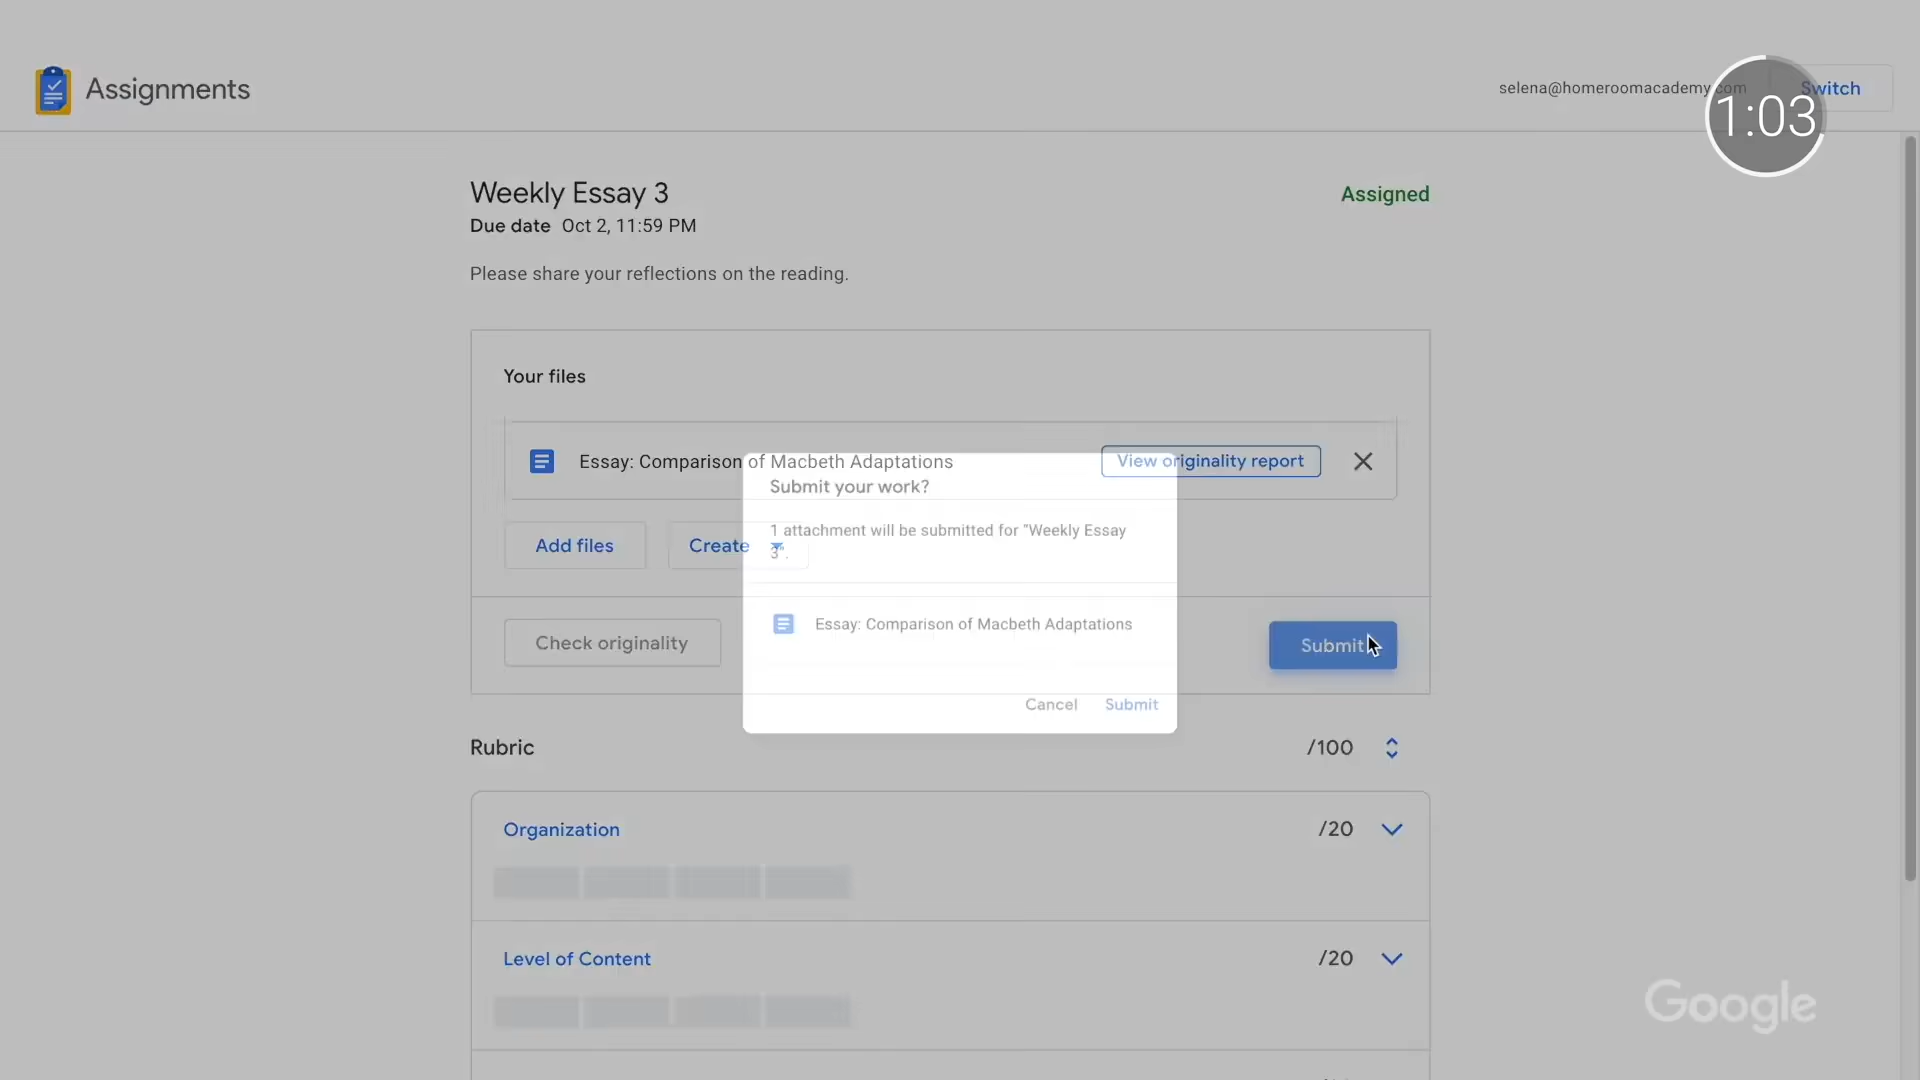 Assignments
selena@homeroomacademy.com
Switch
1:03
Weekly Essay 3
Assigned
Due date Oct 2, 11:59 PM
Please share your reflections on the reading.
Your files
Essay: Comparison of Macbeth Adaptations
View originality report
Submit your work?
1 attachment will be submitted for "Weekly Essay
3".
Add files
Create
Essay: Comparison of Macbeth Adaptations
Check originality
Submit
Cancel
Submit
Rubric
/100
Organization
/20
Level of Content
/20
Google